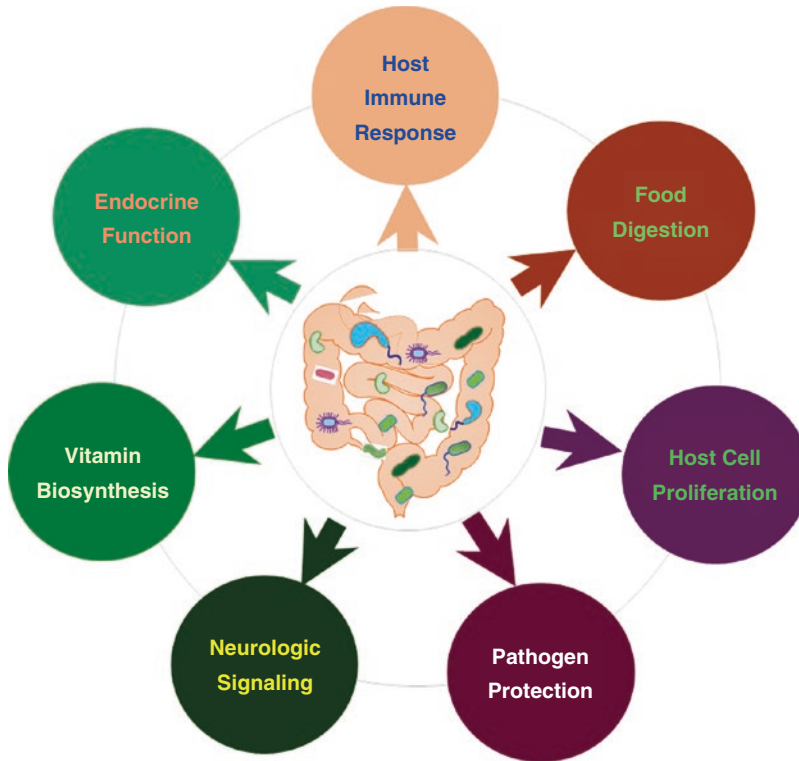 Host
Immune
Response
Food
Digestion
Host Cell
Proliferation
Pathogen
Protection
Neurologic
Signaling
Vitamin
Biosynthesis
Endocrine
Function